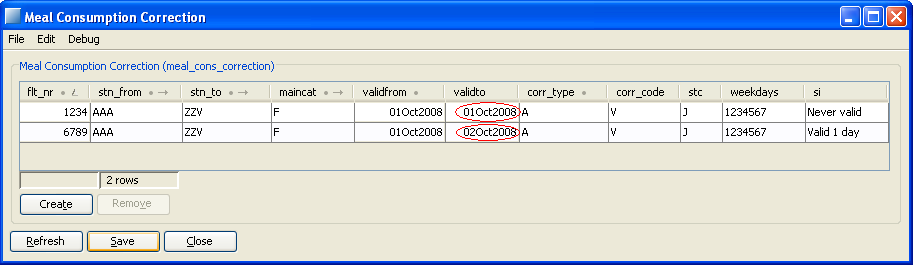 Meal Consumption Correction
File Edit Debug
Meal Consumption Correction (meal_cons_correction)
flt_nr stn_from stn_to maincat validfrom validto corr_type corr_code stc weekdays si
1234 AAA ZZV F 01Oct2008 01Oct2008 A V J 1234567 Never valid
6789 AAA ZZV F 01Oct2008 02Oct2008 A V J 1234567 Valid 1 day
2 rows
Create Remove
Refresh Save Close